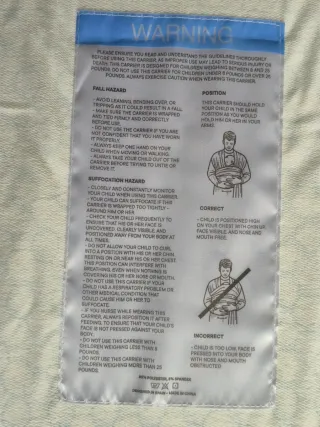 WARNING
PLEASE ENSURE YOU READ AND UNDERSTAND THE GUIDELINES THOROUGHLY
BEFORE USING THIS CARRIER, AS IMPROPER USE MAY LEAD TO SERIOUS INJURY OR
DEATH. THIS CARRIER IS DESIGNED FOR CHILDREN WEIGHING BETWEEN 8 AND
POUNDS. DO NOT USE THIS CARRIER FOR CHILDREN UNDER 8 POUNDS OR OVER
POUNDS. ALWAYS EXERCISE CAUTION WHEN WEARING THIS CARRIER.
FALL HAZARD
- AVOID LEANING, BENDING OVER, OR
TRIPPING AS IT COULD RESULT IN A FALL.
- MAKE SURE THE CARRIER IS WRAPPED
AND TIED FIRMLY AND CORRECTLY
BEFORE USE.
- DO NOT USE THE CARRIER IF YOU ARE
NOT CONFIDENT THAT YOU HAVE WORN
IT PROPERLY.
- ALWAYS KEEP ONE HAND ON YOUR
CHILD WHEN MOVING OR WALKING.
- ALWAYS TAKE YOUR CHILD OUT OF THE
CARRIER BEFORE TRYING TO UNTIE OR
REMOVE IT.
SUFFOCATION HAZARD
- CLOSELY AND CONSTANTLY MONITOR
YOUR CHILD WHEN USING THE CARRIER.
- YOUR CHILD CAN SUFFOCATE IF THE
CARRIER IS WRAPPED TOO TIGHTLY
AROUND HIM OR HER.
- CHECK YOUR CHILD FREQUENTLY TO
ENSURE THAT HIS OR HER FACE IS
UNCOVERED, CLEARLY VISIBLE, AND
POSITIONED AWAY FROM YOUR BODY AT
ALL TIMES.
- DO NOT ALLOW YOUR CHILD TO CURL
INTO A POSITION WITH HIS OR HER CHIN
RESTING ON OR NEAR HIS OR HER CHEST.
THIS POSITION CAN INTERFERE WITH
BREATHING, EVEN WHEN NOTHING IS
COVERING HIS OR HER NOSE OR MOUTH.
- DO NOT USE THIS CARRIER IF YOUR
CHILD HAS A RESPIRATORY PROBLEM OR
OTHER MEDICAL CONDITION THAT
COULD CAUSE HIM OR HER TO
SUFFOCATE.
- IF YOU NURSE WHILE WEARING THIS
CARRIER, ALWAYS REPOSITION IT AFTER
FEEDING, TO ENSURE THAT YOUR CHILD'S
FACE IS NOT PRESSED AGAINST YOUR
BODY.
- DO NOT USE THIS CARRIER WITH
CHILDREN WEIGHING LESS THAN 8
POUNDS.
- DO NOT USE THIS CARRIER WITH
CHILDREN WEIGHING MORE THAN
POUNDS.
POSITION
THIS CARRIER SHOULD HOLD
YOUR CHILD IN THE SAME
POSITION AS YOU WOULD
HOLD HIM OR HER IN YOUR
ARMS
CORRECT
- CHILD IS POSITIONED HIGH
ON YOUR CHEST WITH CHIN UP,
FACE VISIBLE, AND NOSE AND
MOUTH FREE.
INCORRECT
- CHILD IS TOO LOW, FACE IS
PRESSED INTO YOUR BODY
WITH NOSE AND MOUTH
OBSTRUCTED
POLYESTER, 5% SPANDEX